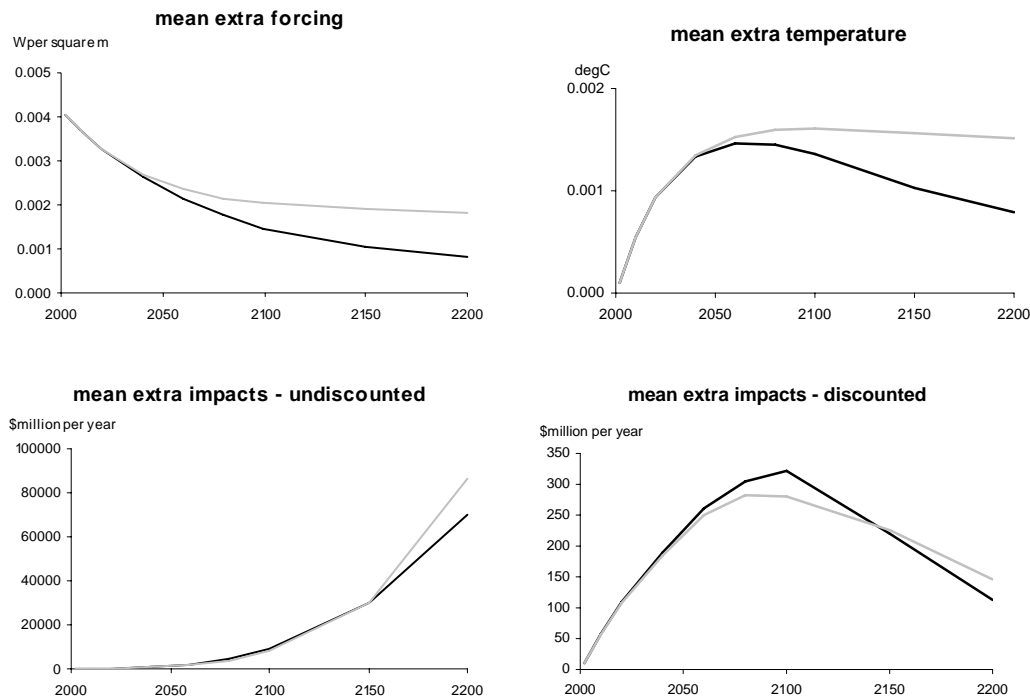 mean extra forcing
Wper square m
0.005
0.004
0.003
0.002
0.001
0.000
2000 2050 2100 2150 2200
mean extra temperature
degC
0.002
0.001
0.000
2000 2050 2100 2150 2200
mean extra impacts - undiscounted
$million per year
100000
80000
60000
40000
20000
0
2000 2050 2100 2150 2200
mean extra impacts - discounted
$million per year
350
300
250
200
150
100
50
0
2000 2050 2100 2150 2200